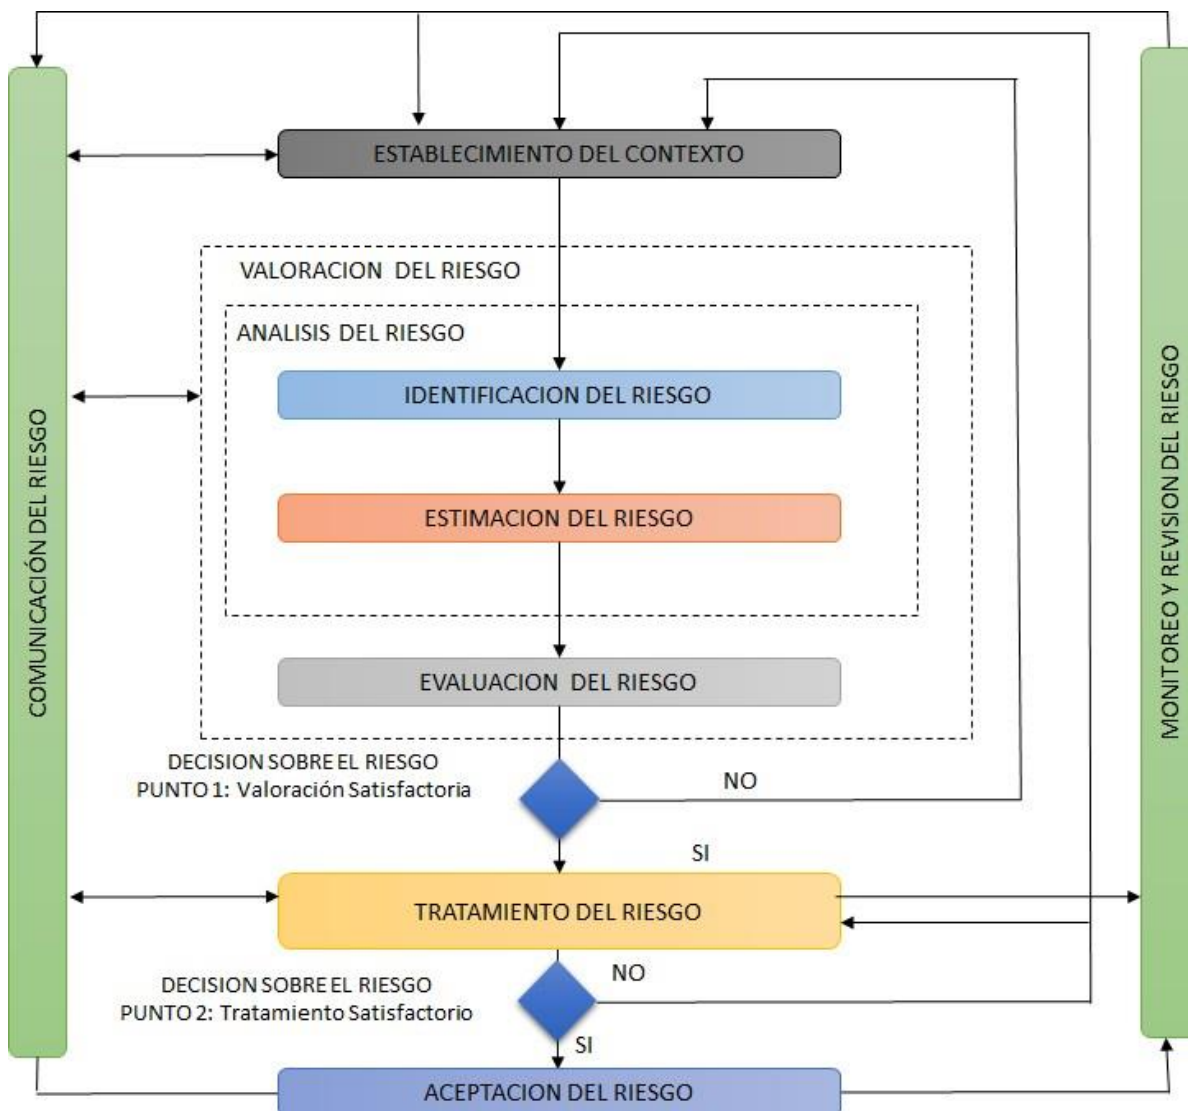 ESTABLECIMIENTO DEL CONTEXTO
VALORACION DEL RIESGO
ANALISIS DEL RIESGO
IDENTIFICACION DEL RIESGO
ESTIMACION DEL RIESGO
EVALUACION DEL RIESGO
DECISION SOBRE EL RIESGO
PUNTO 1: Valoración Satisfactoria
NO
SI
TRATAMIENTO DEL RIESGO
DECISION SOBRE EL RIESGO
PUNTO 2: Tratamiento Satisfactorio
NO
SI
ACEPTACION DEL RIESGO
COMUNICACIÓN DEL RIESGO
MONITOREO Y REVISION DEL RIESGO